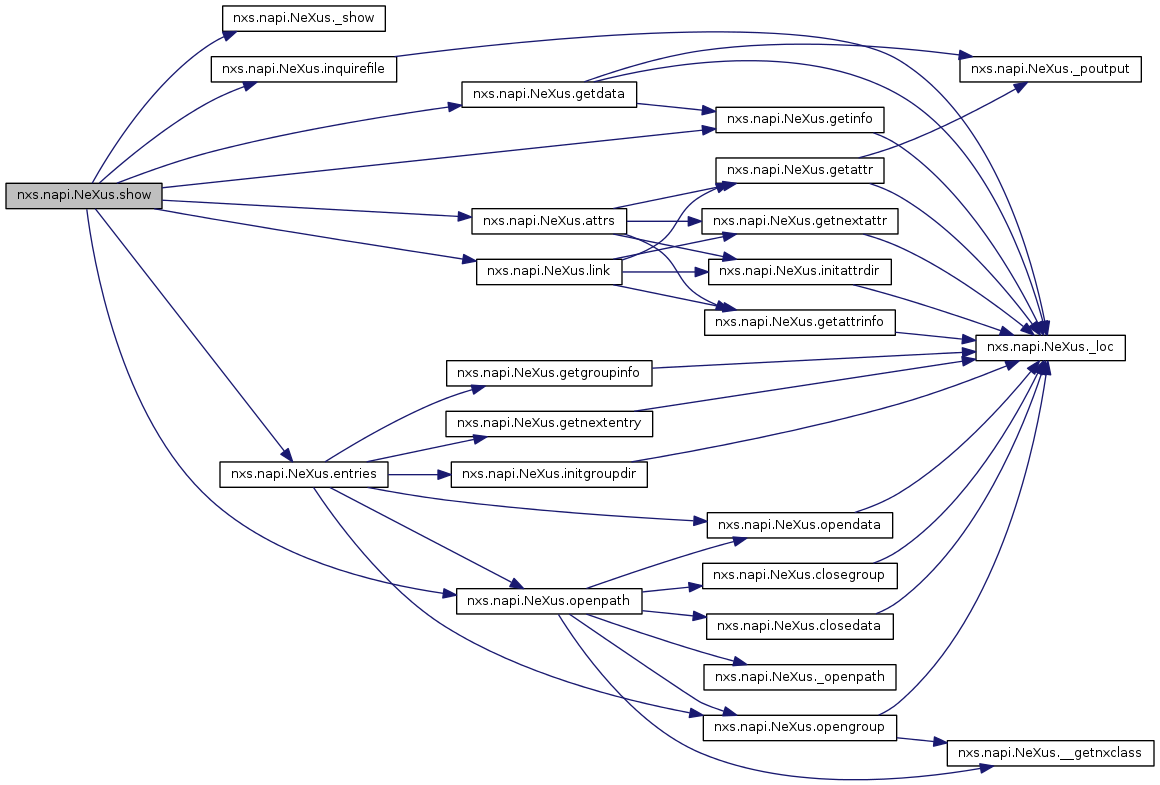 nxs.napi.NeXus._show
nxs.napi.NeXus.inquirefile
nxs.napi.NeXus._poutput
nxs.napi.NeXus.getdata
nxs.napi.NeXus.getinfo
nxs.napi.NeXus.getattr
nxs.napi.NeXus.show
nxs.napi.NeXus.attrs
nxs.napi.NeXus.getnextattr
nxs.napi.NeXus.link
nxs.napi.NeXus.initattrdir
nxs.napi.NeXus.getattrinfo
nxs.napi.NeXus._loc
nxs.napi.NeXus.getgroupinfo
nxs.napi.NeXus.getnextentry
nxs.napi.NeXus.entries
nxs.napi.NeXus.initgroupdir
nxs.napi.NeXus.opendata
nxs.napi.NeXus.closegroup
nxs.napi.NeXus.openpath
nxs.napi.NeXus.closedata
nxs.napi.NeXus._openpath
nxs.napi.NeXus.opengroup
nxs.napi.NeXus.__getnxclass